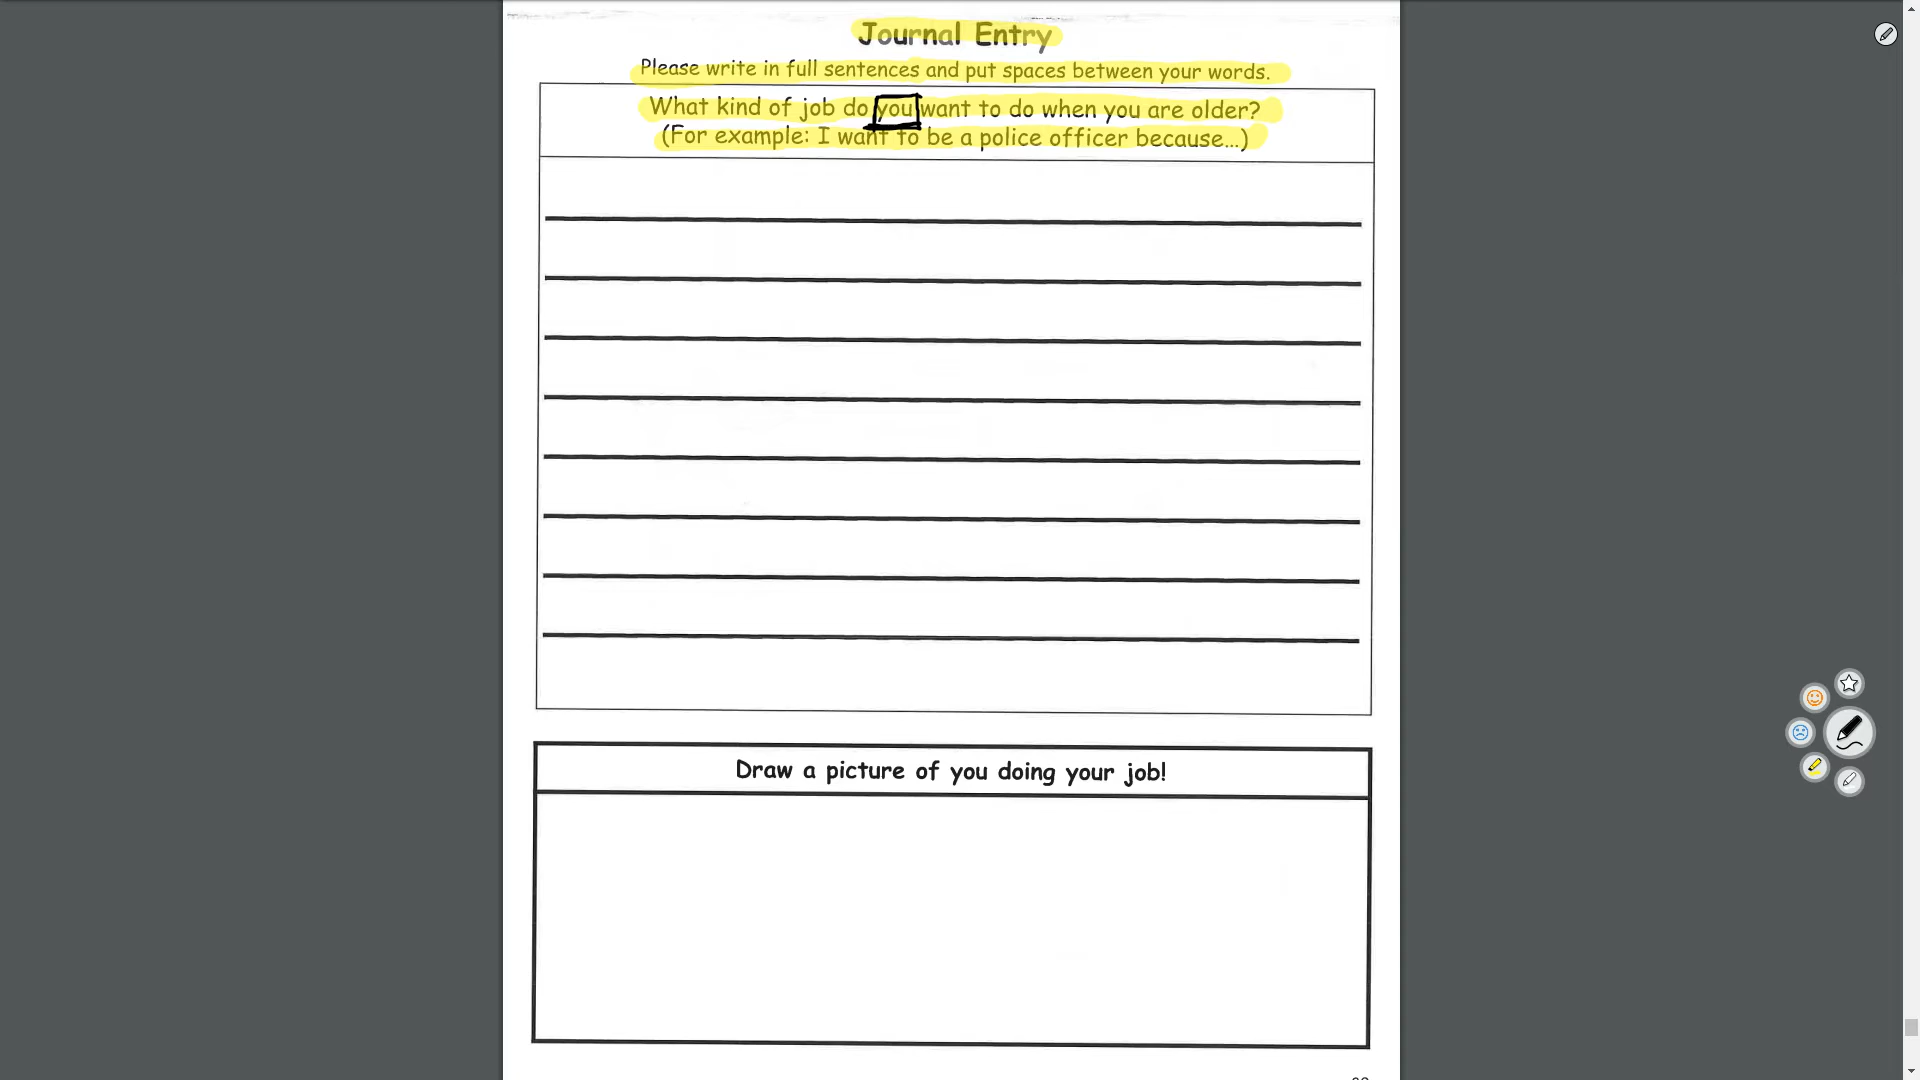 Journal Entry
Please write in full sentences and put spaces between your words.
What kind of job do you want to do when you are older?
(For example: I want to be a police officer because...)
Draw a picture of you doing your job!